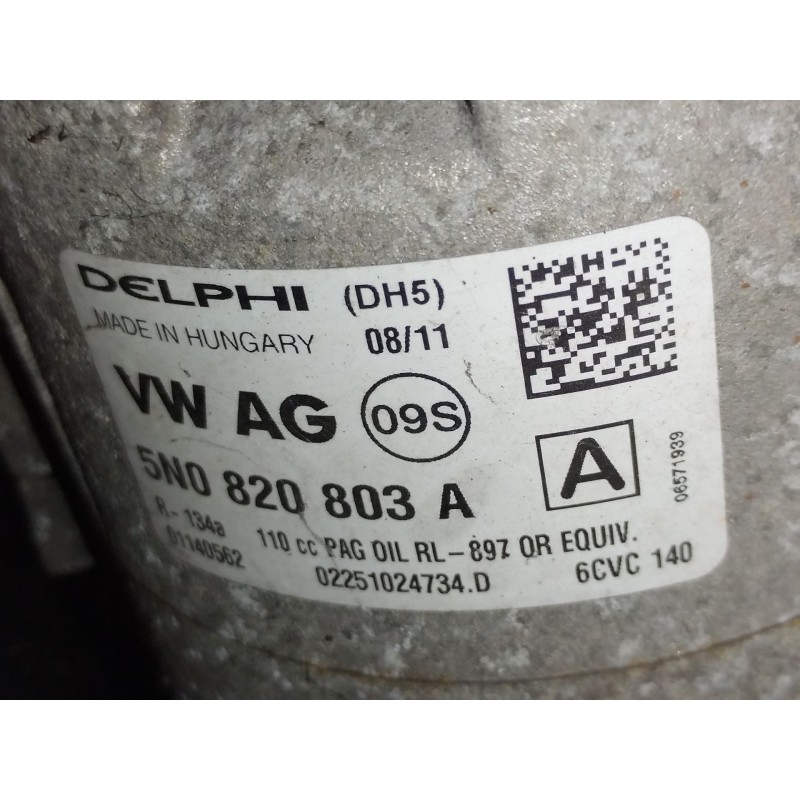 DELPHI (DH5)
MADE IN HUNGARY 08/11
VW AG 09S
5N0 820 803 A A
R-134a 110 cc PAG OIL RL-897 OR EQUIV.
01140562 02251024734.D 6CVC 140
06571939